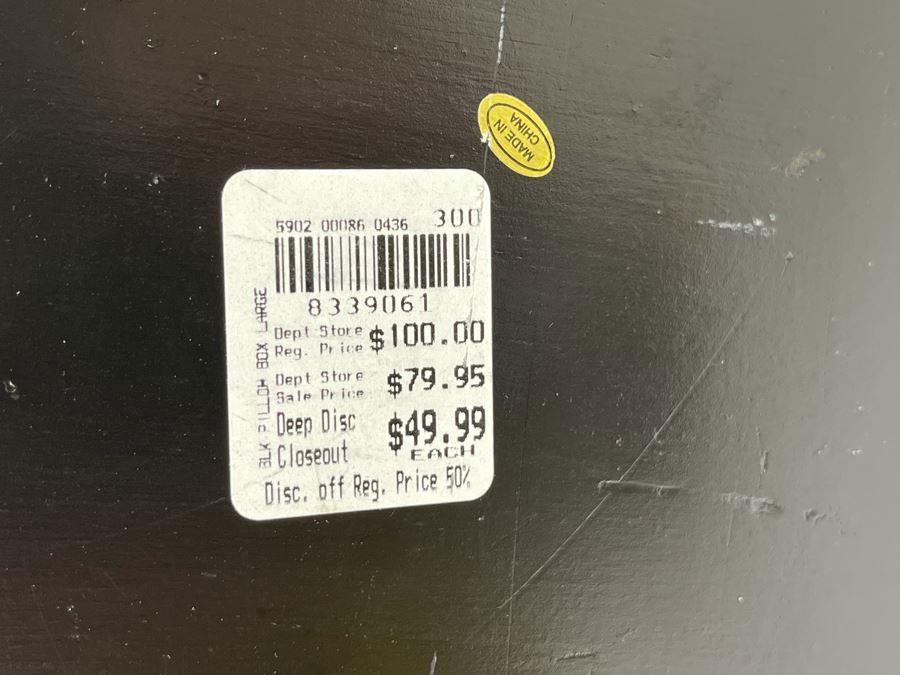 MADE IN
CHINA
5902 00086 0436 300
8339061
BLK PILLOW BOX LARGE
Dept Store
Reg. Price $100.00
Dept Store
Sale Price $79.95
Deep Disc
Closeout $49.99
EACH
Disc. off Reg. Price 50%